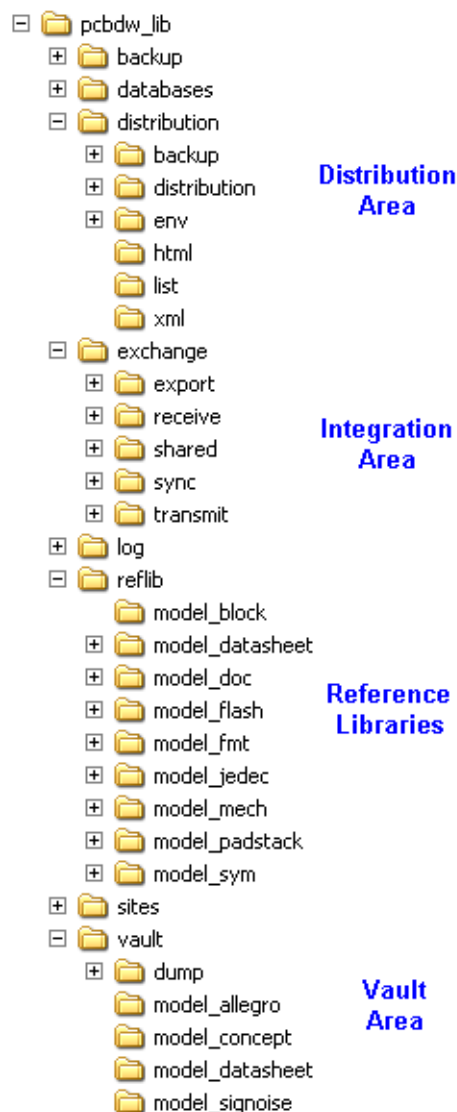 pcbdw_lib
backup
databases
distribution
backup
distribution
env
html
list
xml
Distribution
Area
exchange
export
receive
shared
sync
transmit
Integration
Area
log
reflib
model_block
model_datasheet
model_doc
model_flash
model_fmt
model_jedec
model_mech
model_padstack
model_sym
Reference
Libraries
sites
vault
dump
model_allegro
model_concept
model_datasheet
model_signoise
Vault
Area